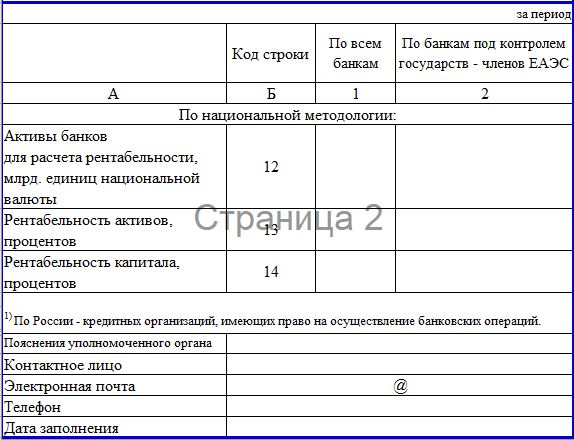 за период
Код строки
По всем
банкам
По банкам под контролем
государств - членов ЕАЭС
А Б 1 2
По национальной методологии:
Активы банков
для расчета рентабельности,
млрд. единиц национальной
валюты
12
Страница 2
Рентабельность активов,
процентов
13
Рентабельность капитала,
процентов
14
1) По России - кредитных организаций, имеющих право на осуществление банковских операций.
Пояснения уполномоченного органа
Контактное лицо
Электронная почта @
Телефон
Дата заполнения